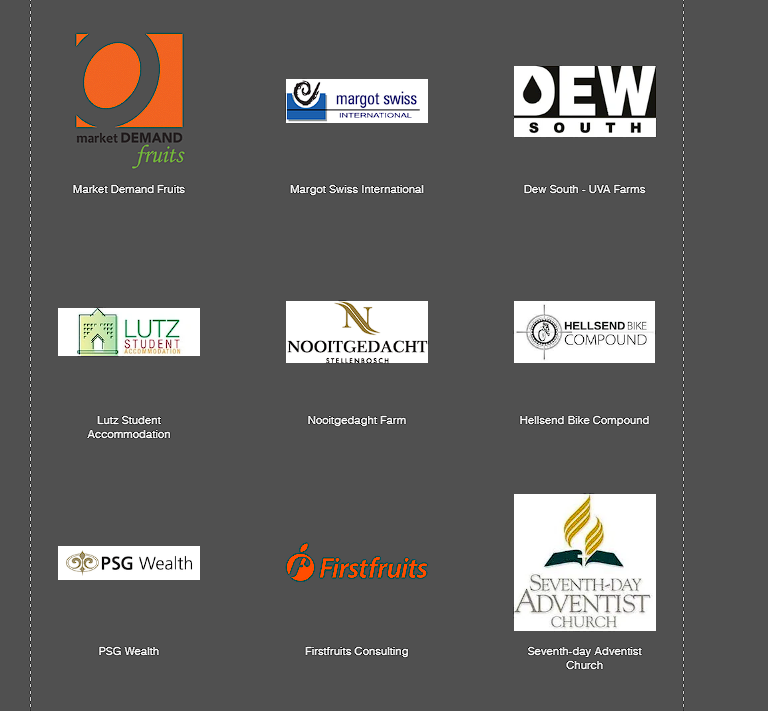 market DEMAND
fruits
margot swiss
INTERNATIONAL
DEW
SOUTH
Market Demand Fruits
Margot Swiss International
Dew South - UVA Farms
LUTZ
STUDENT
ACCOMMODATION
N
NOOITGEDACHT
STELLENBOSCH
HELLSEND BIKE
COMPOUND
Lutz Student
Accommodation
Nooitgedaght Farm
Hellsend Bike Compound
PSG Wealth
Firstfruits
SEVENTH-DAY
ADVENTIST
CHURCH
PSG Wealth
Firstfruits Consulting
Seventh-day Adventist
Church